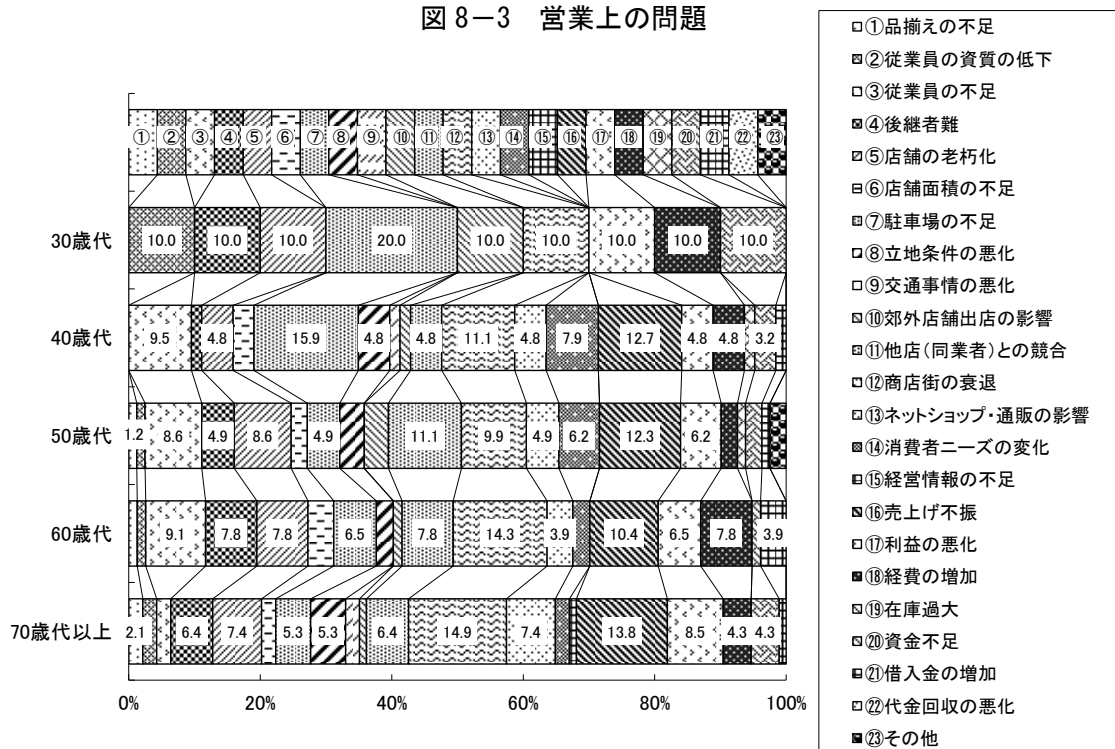 図8－3 営業上の問題
① ② ③ ④ ⑤ ⑥ ⑦ ⑧ ⑨ ⑩ ⑪ ⑫ ⑬ ⑭ ⑮ ⑯ ⑰ ⑱ ⑲ ⑳ ㉑ ㉒ ㉓
30歳代 10.0 10.0 10.0 20.0 10.0 10.0 10.0 10.0 10.0
40歳代 9.5 4.8 15.9 4.8 4.8 11.1 4.8 7.9 12.7 4.8 4.8 3.2
50歳代 1.2 8.6 4.9 8.6 4.9 11.1 9.9 4.9 6.2 12.3 6.2
60歳代 9.1 7.8 7.8 6.5 7.8 14.3 3.9 10.4 6.5 7.8 3.9
70歳代以上 2.1 6.4 7.4 5.3 5.3 6.4 14.9 7.4 13.8 8.5 4.3 4.3
0% 20% 40% 60% 80% 100%
①品揃えの不足
②従業員の資質の低下
③従業員の不足
④後継者難
⑤店舗の老朽化
⑥店舗面積の不足
⑦駐車場の不足
⑧立地条件の悪化
⑨交通事情の悪化
⑩郊外店舗出店の影響
⑪他店(同業者)との競合
⑫商店街の衰退
⑬ネットショップ・通販の影響
⑭消費者ニーズの変化
⑮経営情報の不足
⑯売上げ不振
⑰利益の悪化
⑱経費の増加
⑲在庫過大
⑳資金不足
㉑借入金の増加
㉒代金回収の悪化
㉓その他